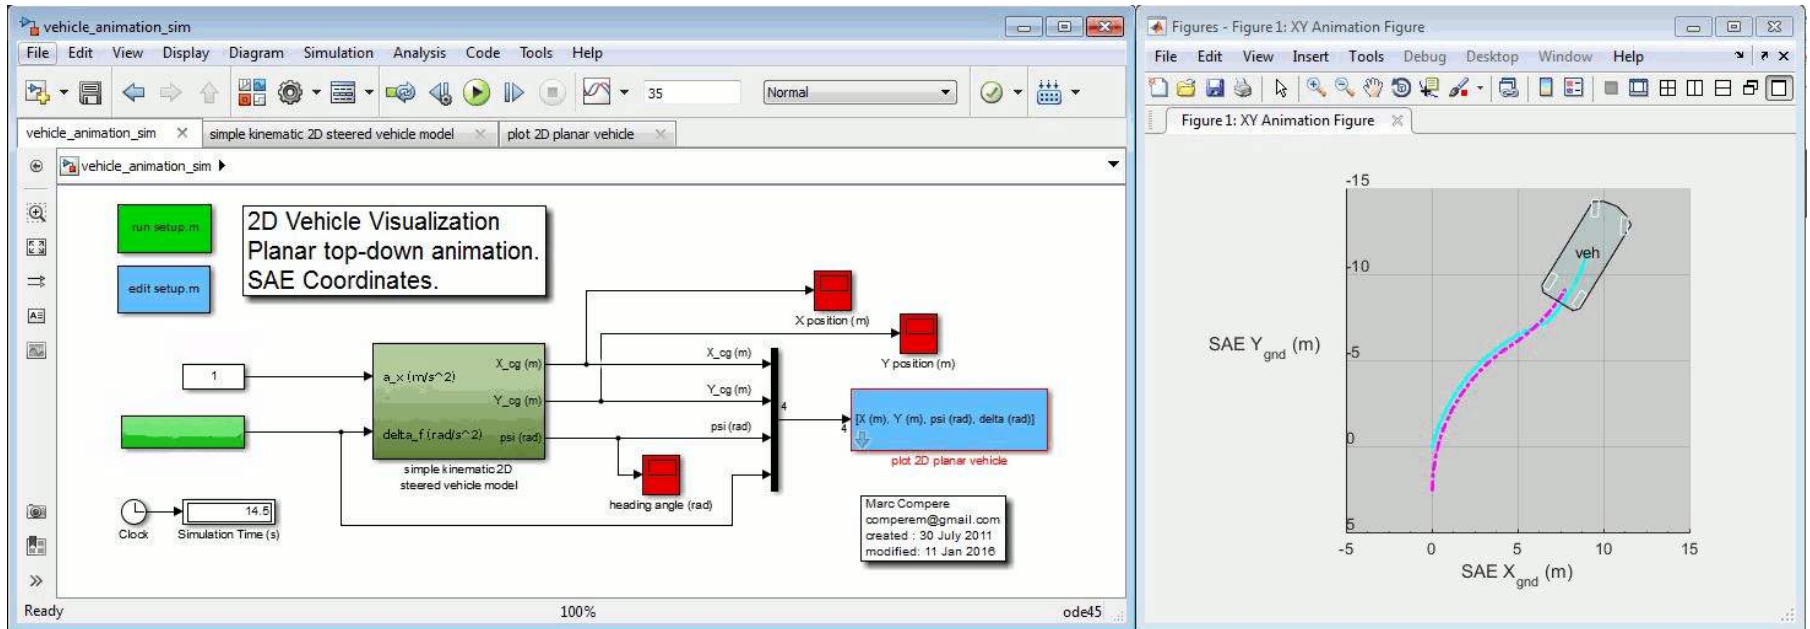 vehicle_animation_sim
File Edit View Display Diagram Simulation Analysis Code Tools Help
35
Normal
vehicle_animation_sim
simple kinematic 2D steered vehicle model
plot 2D planar vehicle
vehicle_animation_sim
run setup.m
edit setup.m
2D Vehicle Visualization
Planar top-down animation.
SAE Coordinates.
X position (m)
Y position (m)
1
a_x (m/s^2)
delta_f (rad/s^2)
X_cg (m)
Y_cg (m)
psi (rad)
simple kinematic 2D
steered vehicle model
X_cg (m)
Y_cg (m)
psi (rad)
4
4
[X (m), Y (m), psi (rad), delta (rad)]
plot 2D planar vehicle
heading angle (rad)
Clock
14.5
Simulation Time (s)
Marc Compere
comperem@gmail.com
created : 30 July 2011
modified: 11 Jan 2016
Ready
100%
ode45
Figures - Figure 1: XY Animation Figure
File Edit View Insert Tools Debug Desktop Window Help
Figure 1: XY Animation Figure
-15
-10
-5
0
5
SAE Y gnd (m)
veh
-5 0 5 10 15
SAE X gnd (m)